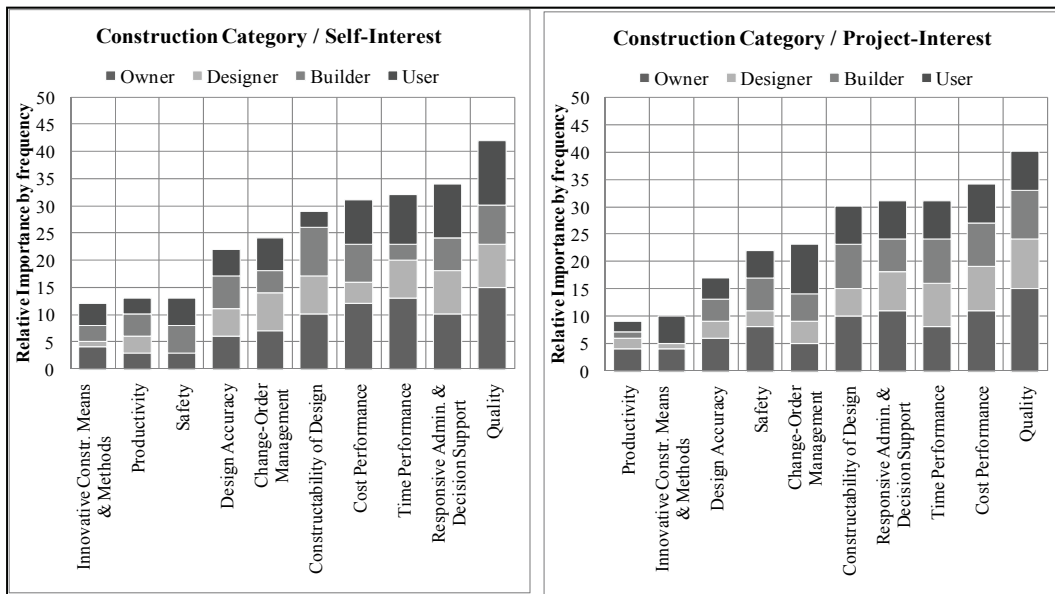 Construction Category / Self-Interest
Owner Designer Builder User
Relative Importance by frequency
50
45
40
35
30
25
20
15
10
5
0
Innovative Constr. Means
& Methods
Productivity
Safety
Design Accuracy
Change-Order
Management
Constructability of Design
Cost Performance
Time Performance
Responsive Admin. &
Decision Support
Quality
Construction Category / Project-Interest
Owner Designer Builder User
Relative Importance by frequency
50
45
40
35
30
25
20
15
10
5
0
Productivity
Innovative Constr. Means
& Methods
Design Accuracy
Safety
Change-Order
Management
Constructability of Design
Responsive Admin. &
Decision Support
Time Performance
Cost Performance
Quality